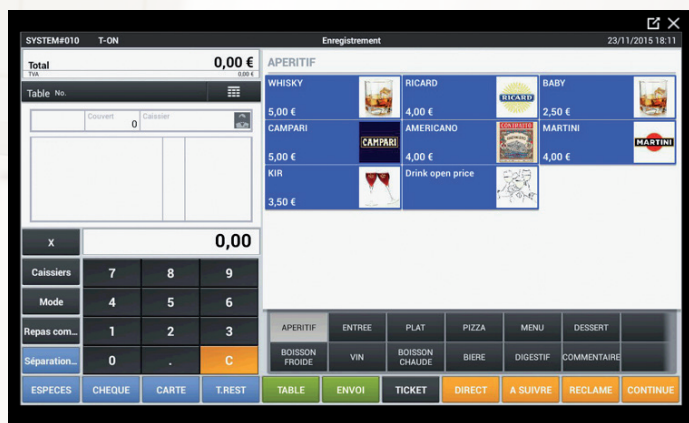 SYSTEM#010 T-ON Enregistrement 23/11/2015 18:11
Total 0,00 €
TVA 0,00 €
Table No.
Couvert 0 Caissier
X 0,00
Caissiers 7 8 9
Mode 4 5 6
Repas com... 1 2 3
Séparation... 0 . C
ESPECES CHEQUE CARTE T.REST
APERITIF
WHISKY RICARD RICARD BABY
5,00 € 4,00 € 2,50 €
CAMPARI CAMPARI AMERICANO MARTINI MARTINI
5,00 € 4,00 € 4,00 €
KIR Drink open price
3,50 €
APERITIF ENTREE PLAT PIZZA MENU DESSERT
BOISSON FROIDE VIN BOISSON CHAUDE BIERE DIGESTIF COMMENTAIRE
TABLE ENVOI TICKET DIRECT A SUIVRE RECLAME CONTINUE